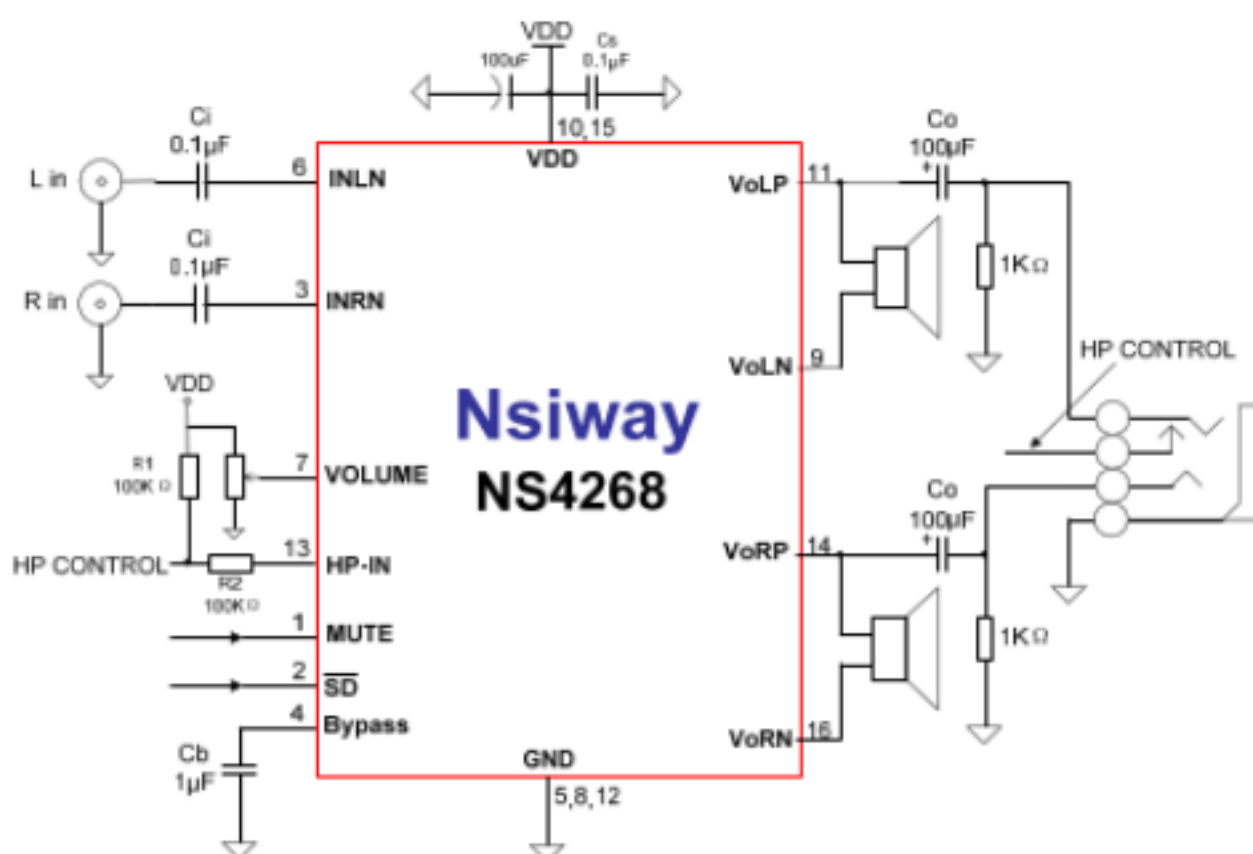 VDD
100uF
Cs
0.1µF
10,15
VDD
Ci
0.1µF
L in
6
INLN
Ci
0.1µF
R in
3
INRN
VDD
R1
100K Ω
7
VOLUME
HP CONTROL
13
HP-IN
R2
100K Ω
1
MUTE
2
SD
4
Bypass
Cb
1µF
Nsiway
NS4268
GND
5,8,12
VoLP
11
Co
100µF
+
1KΩ
VoLN
9
HP CONTROL
VoRP
14
Co
100µF
+
1KΩ
VoRN
16